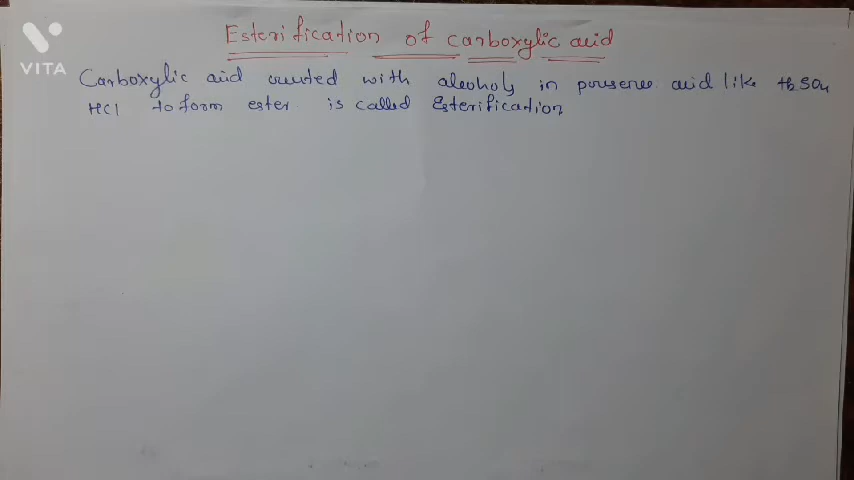 VITA
Esterification of carboxylic acid
Carboxylic acid reacted with alcohols in presence acid like H2SO4
HCl to form ester is called Esterification